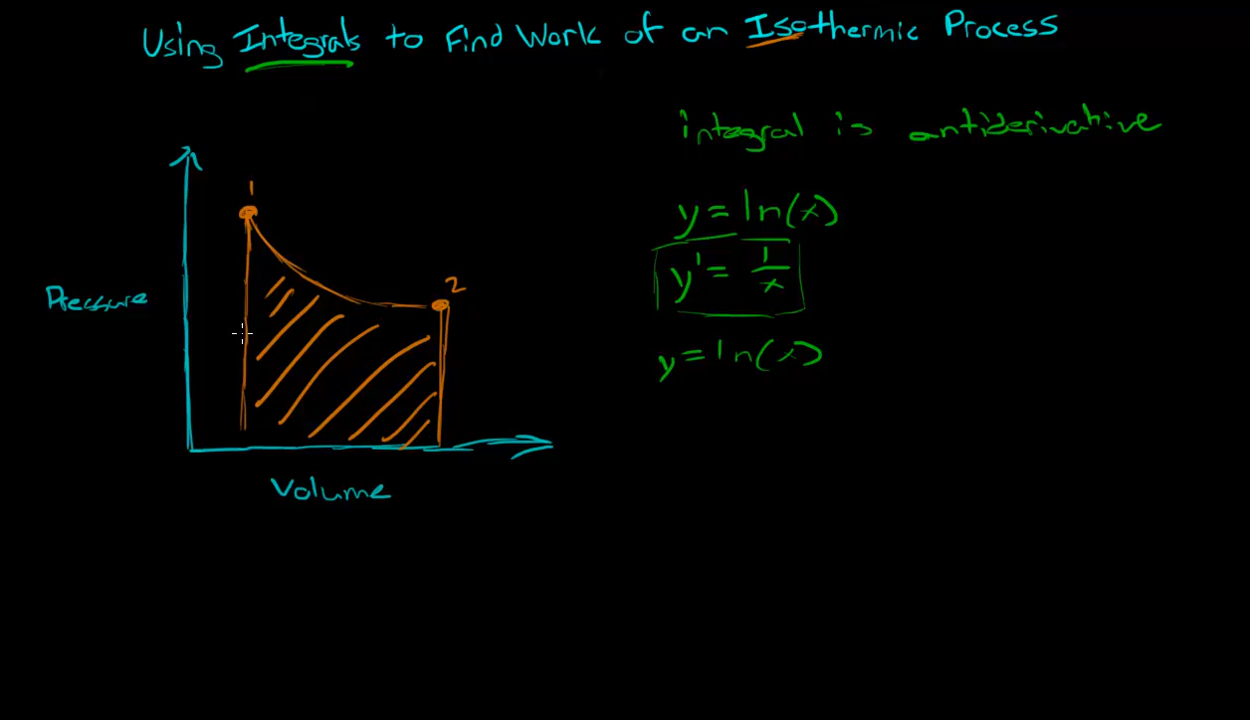 Using Integrals to Find Work of an Isothermic Process
integral is antiderivative
y = ln(x)
y' = 1/x
y = ln(x)
1
2
Pressure
Volume